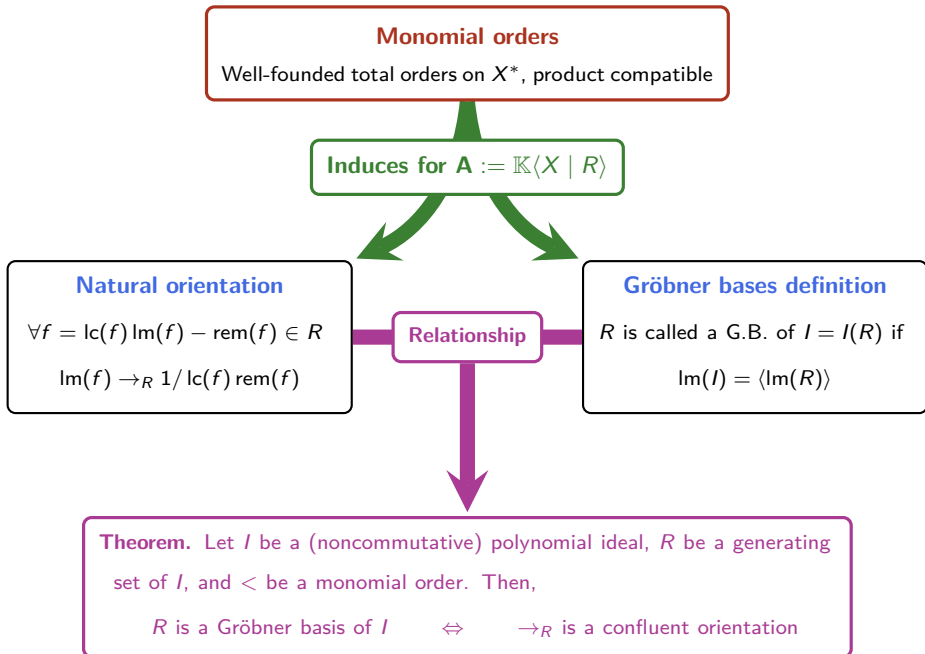 Monomial orders
Well-founded total orders on X*, product compatible
Induces for A := 𝕂⟨X | R⟩
Natural orientation
∀f = lc(f) lm(f) − rem(f) ∈ R
lm(f) →_R 1/ lc(f) rem(f)
Relationship
Gröbner bases definition
R is called a G.B. of I = I(R) if
lm(I) = ⟨lm(R)⟩
Theorem. Let I be a (noncommutative) polynomial ideal, R be a generating
set of I, and < be a monomial order. Then,
R is a Gröbner basis of I ⇔ →_R is a confluent orientation